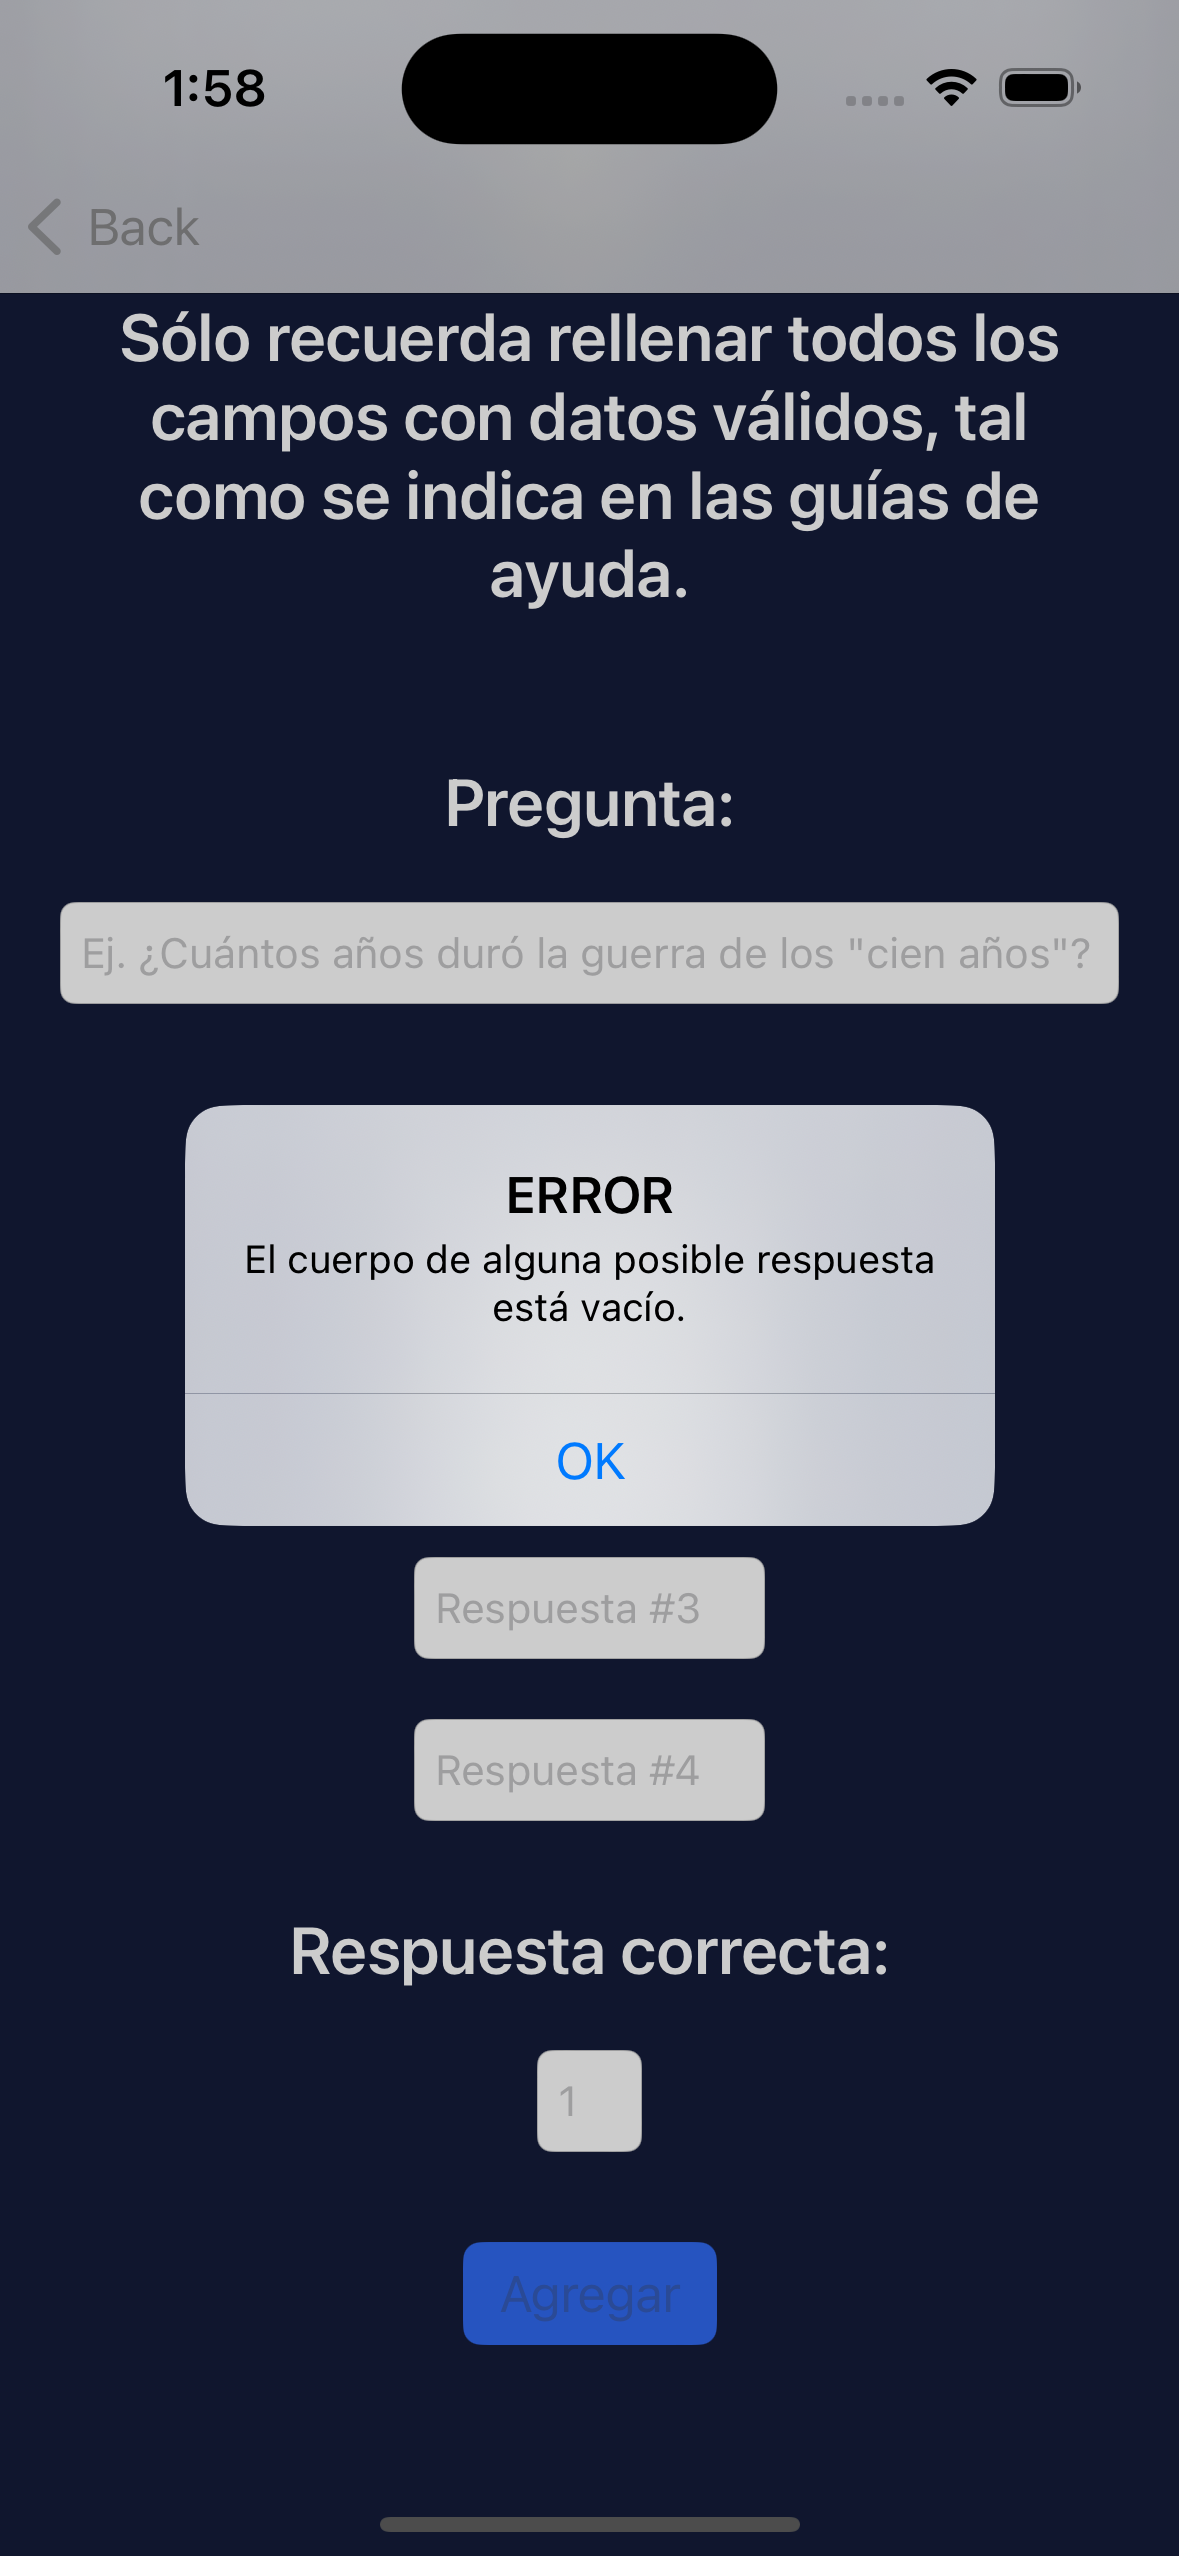 1:58
Back
Sólo recuerda rellenar todos los
campos con datos válidos, tal
como se indica en las guías de
ayuda.
Pregunta:
Ej. ¿Cuántos años duró la guerra de los "cien años"?
ERROR
El cuerpo de alguna posible respuesta
está vacío.
OK
Respuesta #3
Respuesta #4
Respuesta correcta:
1
Agregar